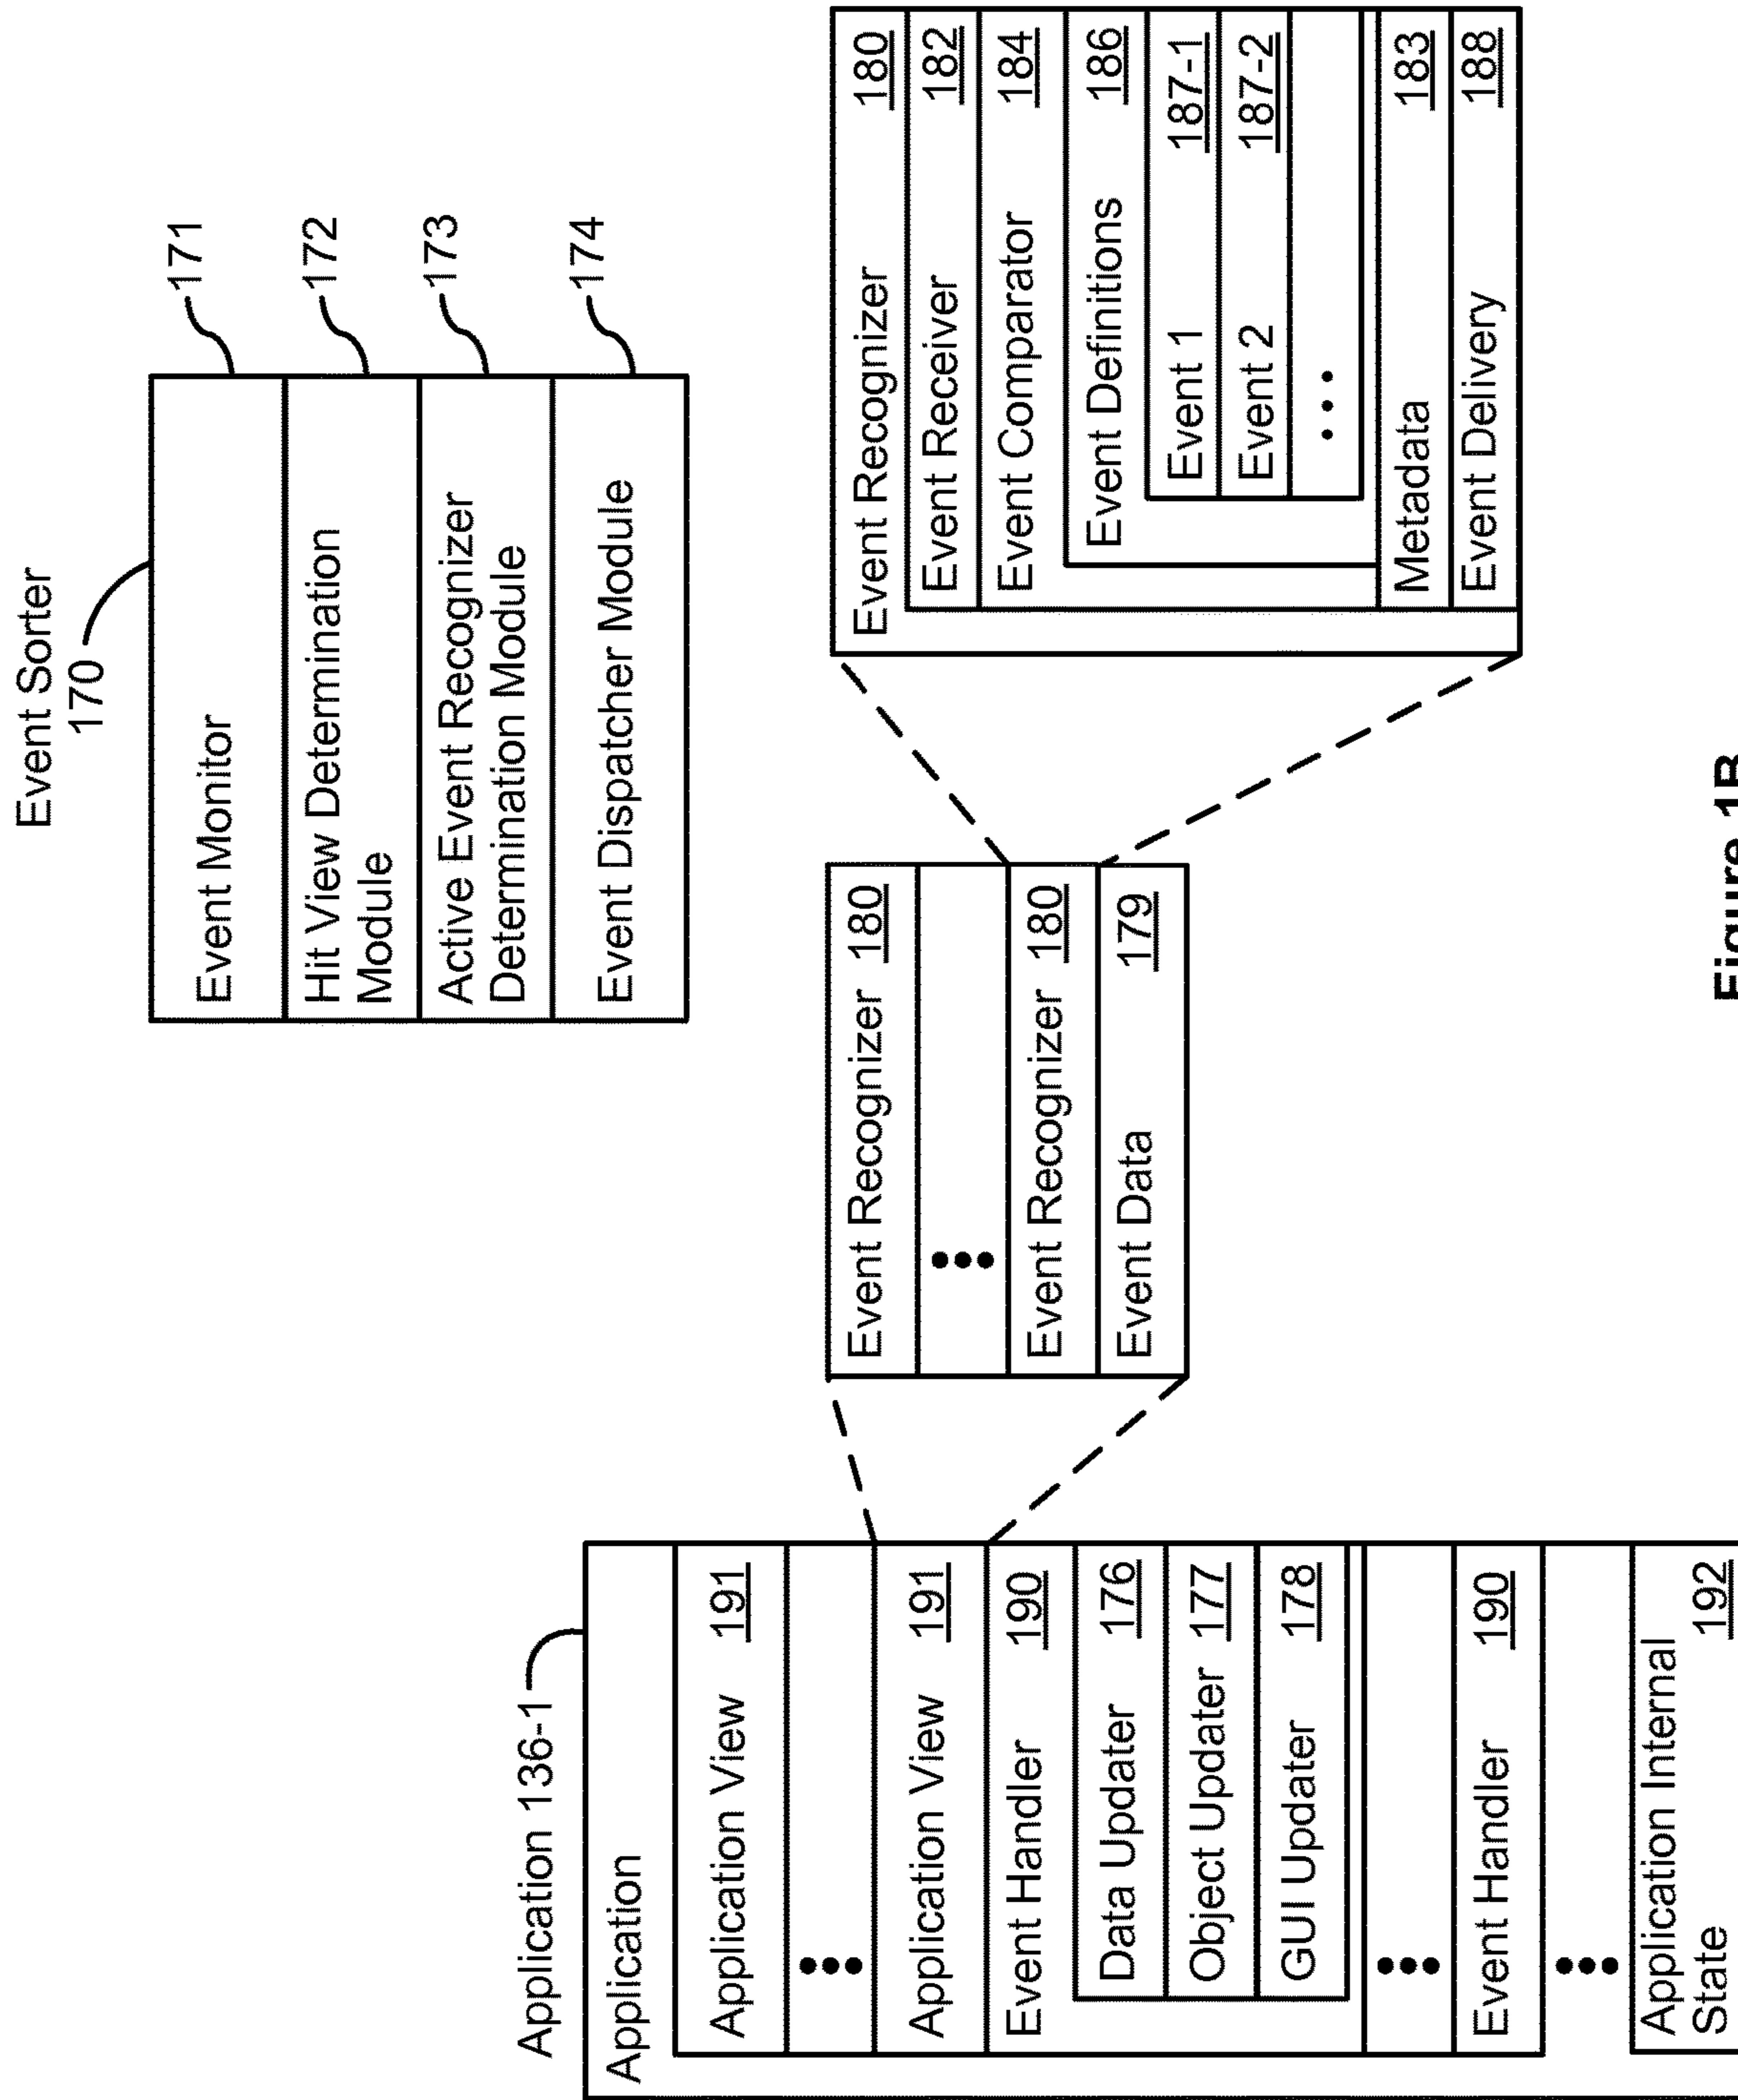 Event Sorter
170
Event Monitor
171
Hit View Determination
Module
172
Active Event Recognizer
Determination Module
173
Event Dispatcher Module
174
Application 136-1
Application
Application View 191
•••
Application View 191
Event Handler 190
Data Updater 176
Object Updater 177
GUI Updater 178
•••
Event Handler 190
•••
Application Internal
State 192
Event Recognizer 180
•••
Event Recognizer 180
Event Data 179
Event Recognizer 180
Event Receiver 182
Event Comparator 184
Event Definitions 186
Event 1 187-1
Event 2 187-2
...
Metadata 183
Event Delivery 188
Figure 1B